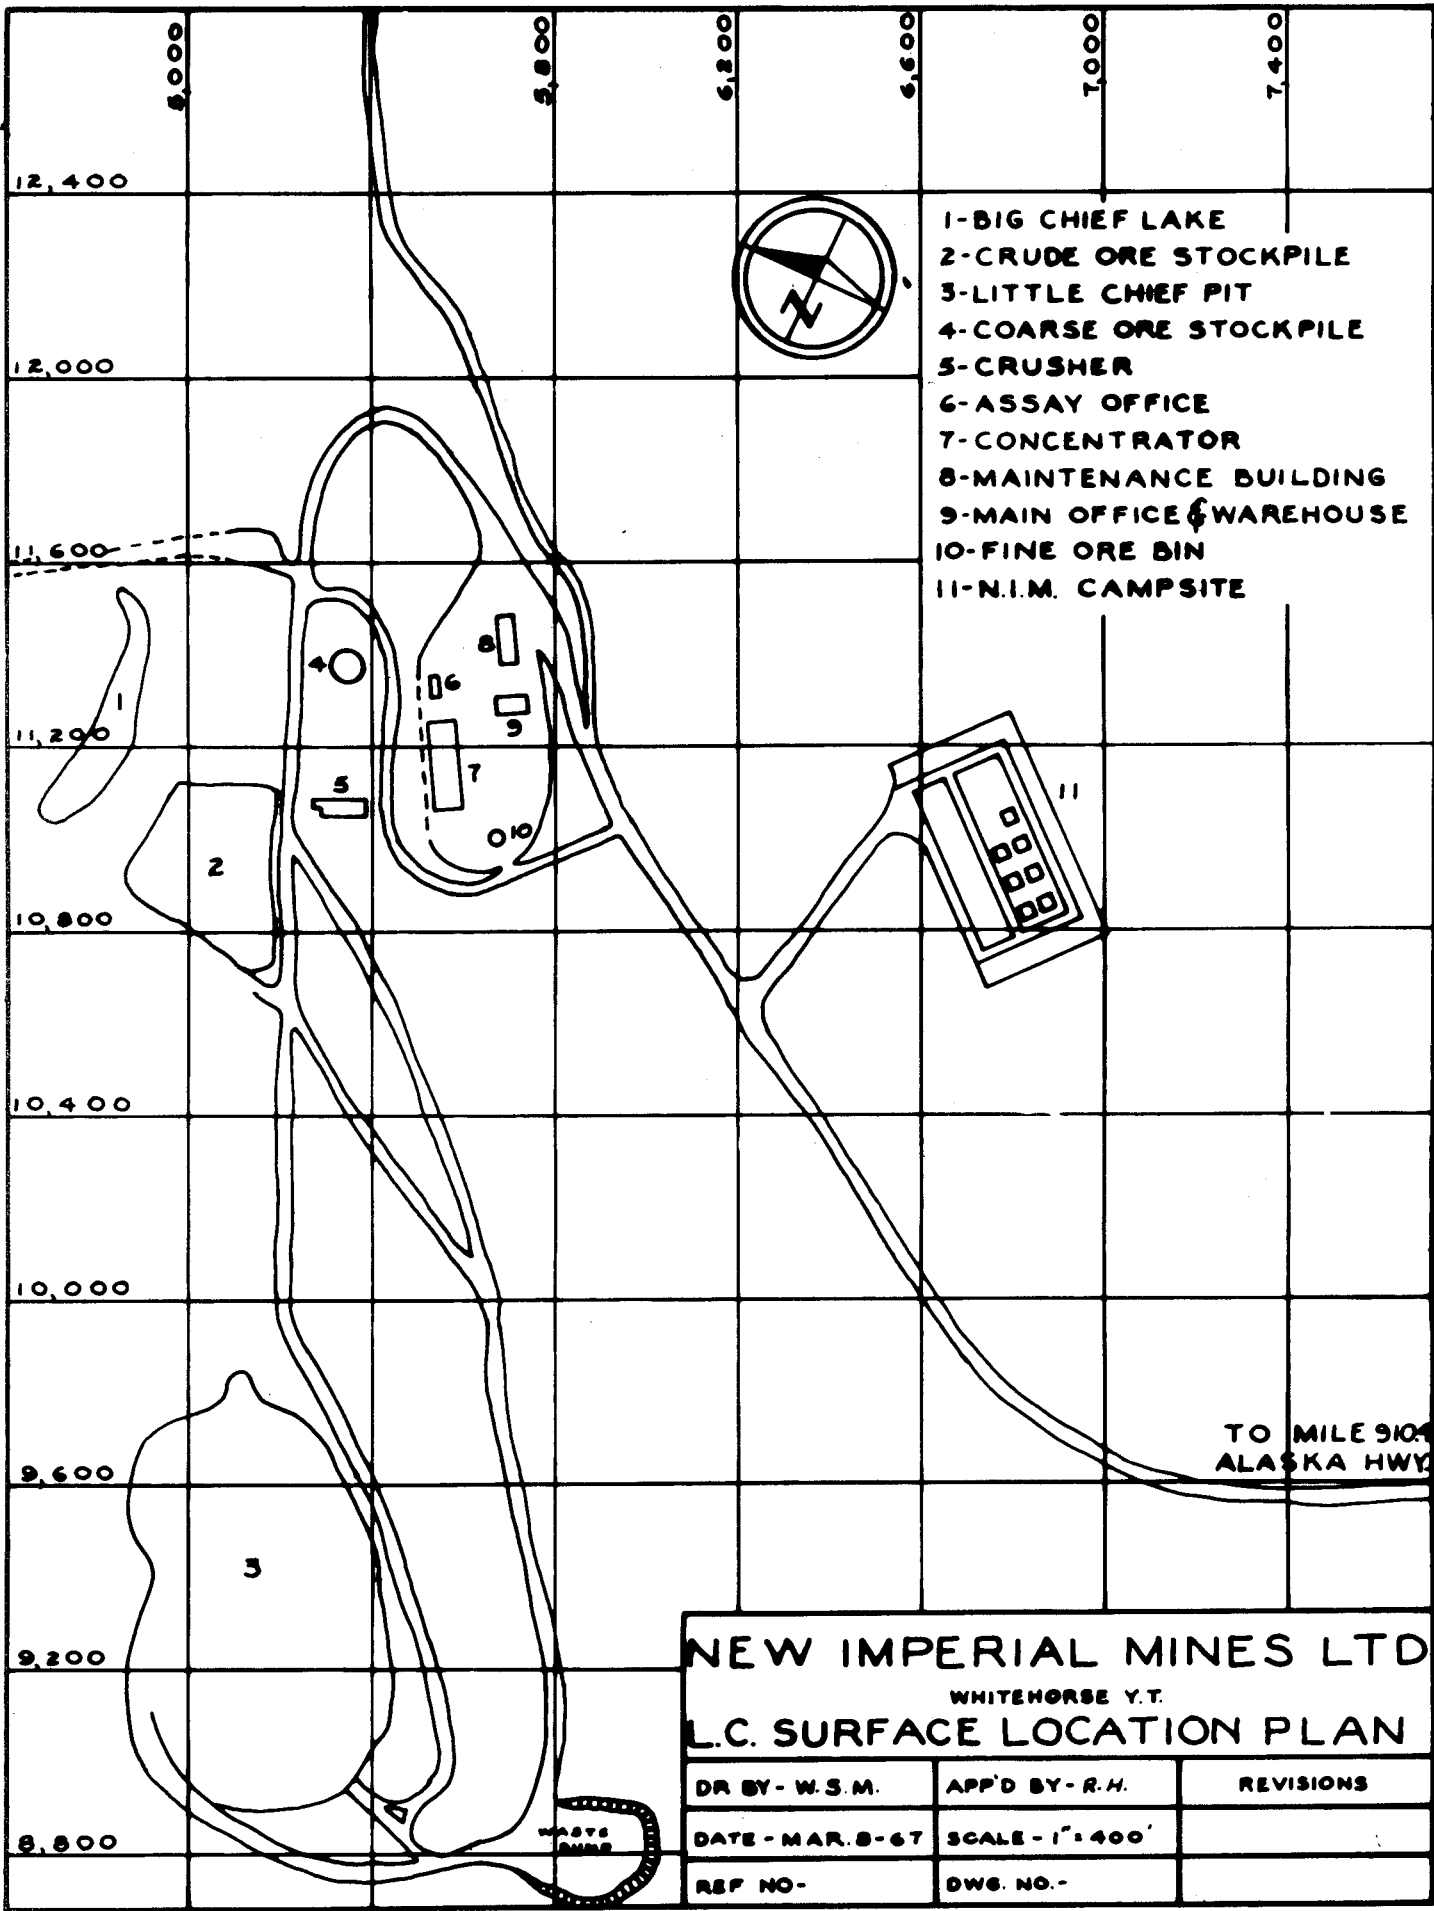 5,000
5,800
6,200
6,600
7,000
7,400
12,400
N
1-BIG CHIEF LAKE
2-CRUDE ORE STOCKPILE
3-LITTLE CHIEF PIT
4-COARSE ORE STOCKPILE
5-CRUSHER
6-ASSAY OFFICE
7-CONCENTRATOR
8-MAINTENANCE BUILDING
9-MAIN OFFICE & WAREHOUSE
10-FINE ORE BIN
11-N.I.M. CAMPSITE
12,000
11,600
8
4
6
1
9
11,200
7
5
11
10
2
10,800
10,400
10,000
TO MILE 910.4
ALASKA HWY.
9,600
3
9,200
8,800
WASTE
DUMP
NEW IMPERIAL MINES LTD
WHITEHORSE Y.T.
L.C. SURFACE LOCATION PLAN
DR BY - W.S.M.
APP'D BY - R.H.
REVISIONS
DATE - MAR. 8-67
SCALE - 1" = 400'
REF NO-
DWG. NO.-